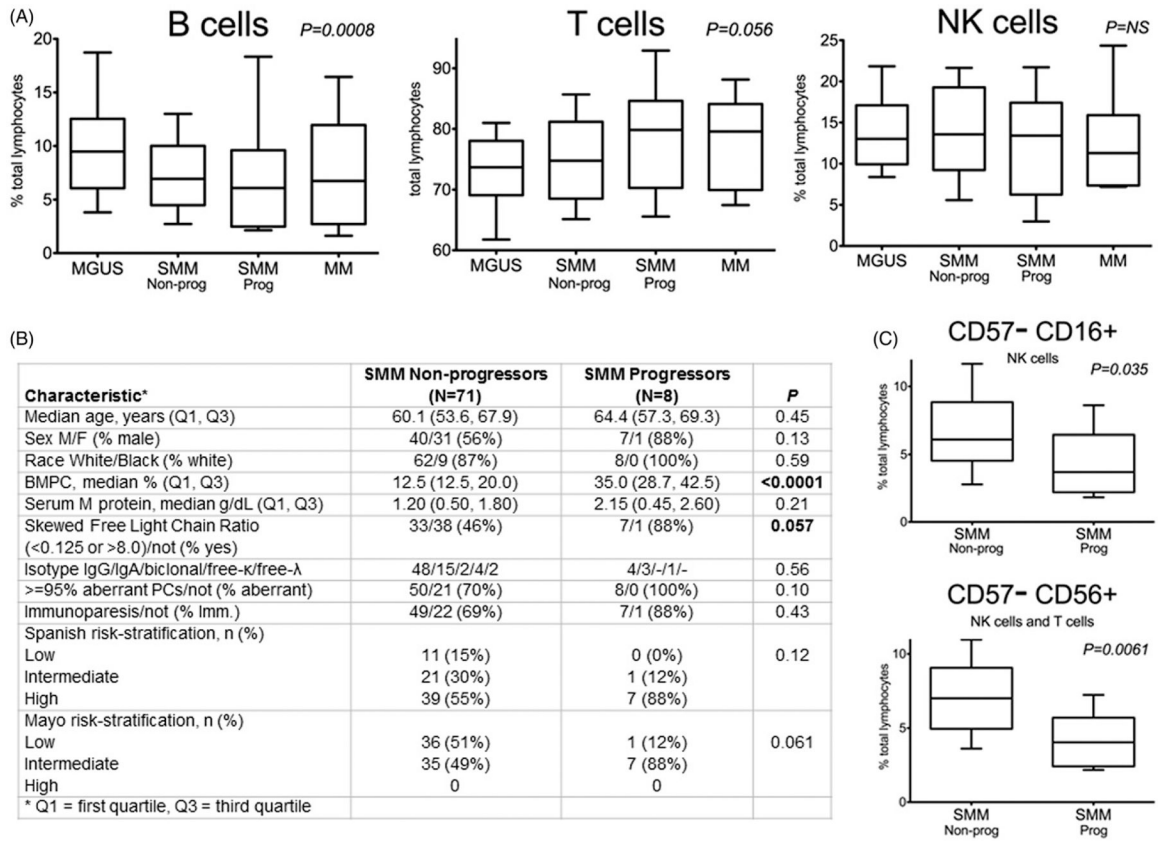 (A)
B cells
P=0.0008
% total lymphocytes
20
15
10
5
0
MGUS
SMM
Non-prog
SMM
Prog
MM
T cells
P=0.056
total lymphocytes
90
80
70
60
MGUS
SMM
Non-prog
SMM
Prog
MM
NK cells
P=NS
% total lymphocytes
25
20
15
10
5
0
MGUS
SMM
Non-prog
SMM
Prog
MM
(B)
Characteristic* SMM Non-progressors (N=71) SMM Progressors (N=8) P
Median age, years (Q1, Q3) 60.1 (53.6, 67.9) 64.4 (57.3, 69.3) 0.45
Sex M/F (% male) 40/31 (56%) 7/1 (88%) 0.13
Race White/Black (% white) 62/9 (87%) 8/0 (100%) 0.59
BMPC, median % (Q1, Q3) 12.5 (12.5, 20.0) 35.0 (28.7, 42.5) <0.0001
Serum M protein, median g/dL (Q1, Q3) 1.20 (0.50, 1.80) 2.15 (0.45, 2.60) 0.21
Skewed Free Light Chain Ratio 33/38 (46%) 7/1 (88%) 0.057
(<0.125 or >8.0)/not (% yes)
Isotype IgG/IgA/biclonal/free-κ/free-λ 48/15/2/4/2 4/3/-/1/- 0.56
>=95% aberrant PCs/not (% aberrant) 50/21 (70%) 8/0 (100%) 0.10
Immunoparesis/not (% Imm.) 49/22 (69%) 7/1 (88%) 0.43
Spanish risk-stratification, n (%)
Low 11 (15%) 0 (0%) 0.12
Intermediate 21 (30%) 1 (12%)
High 39 (55%) 7 (88%)
Mayo risk-stratification, n (%)
Low 36 (51%) 1 (12%) 0.061
Intermediate 35 (49%) 7 (88%)
High 0 0
* Q1 = first quartile, Q3 = third quartile
(C)
CD57- CD16+
NK cells
P=0.035
% total lymphocytes
10
5
0
SMM
Non-prog
SMM
Prog
CD57- CD56+
NK cells and T cells
P=0.0061
% total lymphocytes
10
5
0
SMM
Non-prog
SMM
Prog